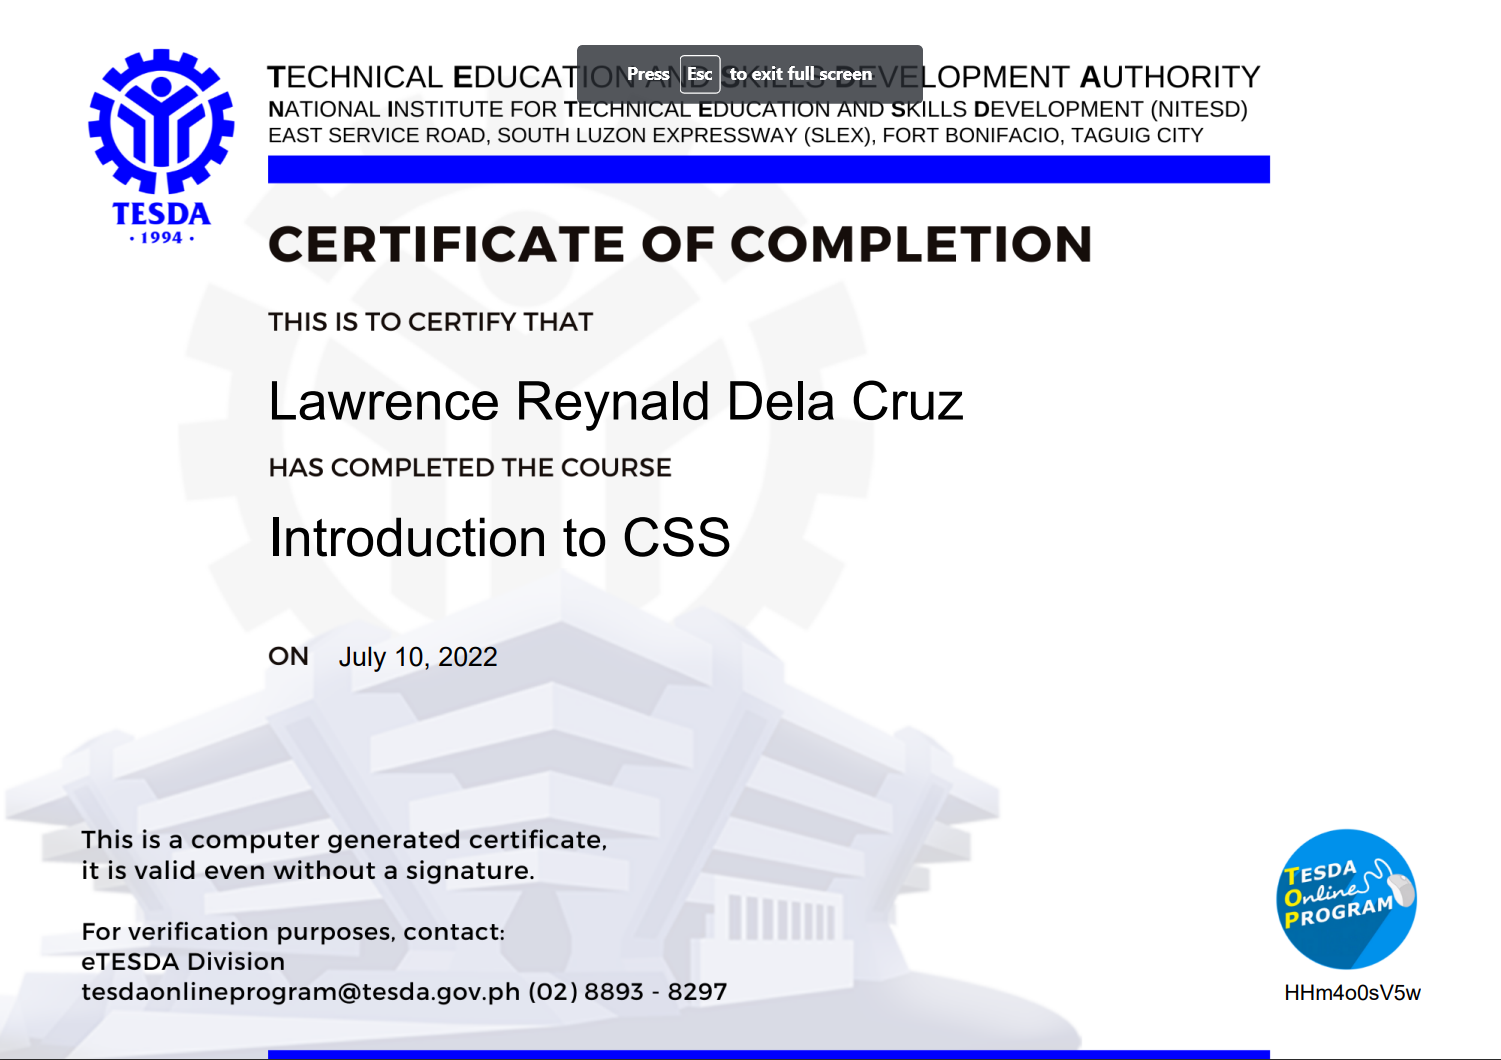 TECHNICAL EDUCATION AND SKILLS DEVELOPMENT AUTHORITY
Press Esc to exit full screen
NATIONAL INSTITUTE FOR TECHNICAL EDUCATION AND SKILLS DEVELOPMENT (NITESD)
EAST SERVICE ROAD, SOUTH LUZON EXPRESSWAY (SLEX), FORT BONIFACIO, TAGUIG CITY
TESDA
· 1994 ·
CERTIFICATE OF COMPLETION
THIS IS TO CERTIFY THAT
Lawrence Reynald Dela Cruz
HAS COMPLETED THE COURSE
Introduction to CSS
ON July 10, 2022
This is a computer generated certificate,
it is valid even without a signature.
For verification purposes, contact:
eTESDA Division
tesdaonlineprogram@tesda.gov.ph (02) 8893 - 8297
TESDA
Online
PROGRAM
HHm4o0sV5w